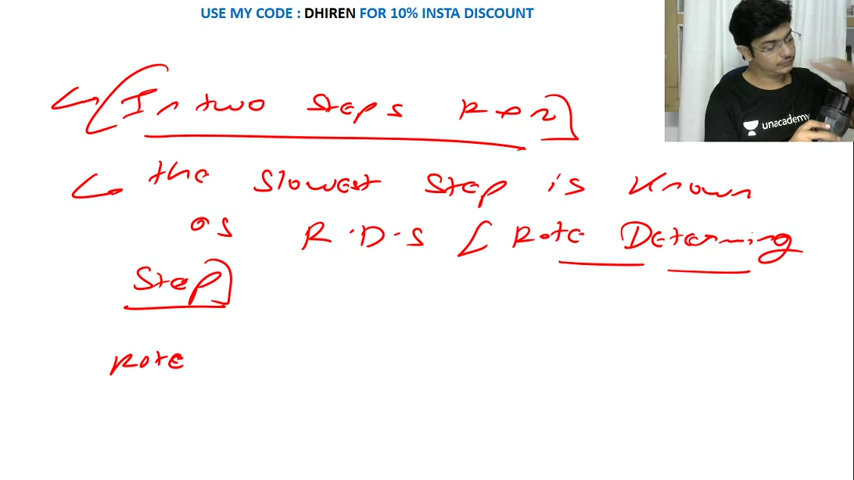 USE MY CODE : DHIREN FOR 10% INSTA DISCOUNT
unacademy
[In two steps rxn]
the slowest step is known
as R.D.S [Rate Determing
Step]
Rate